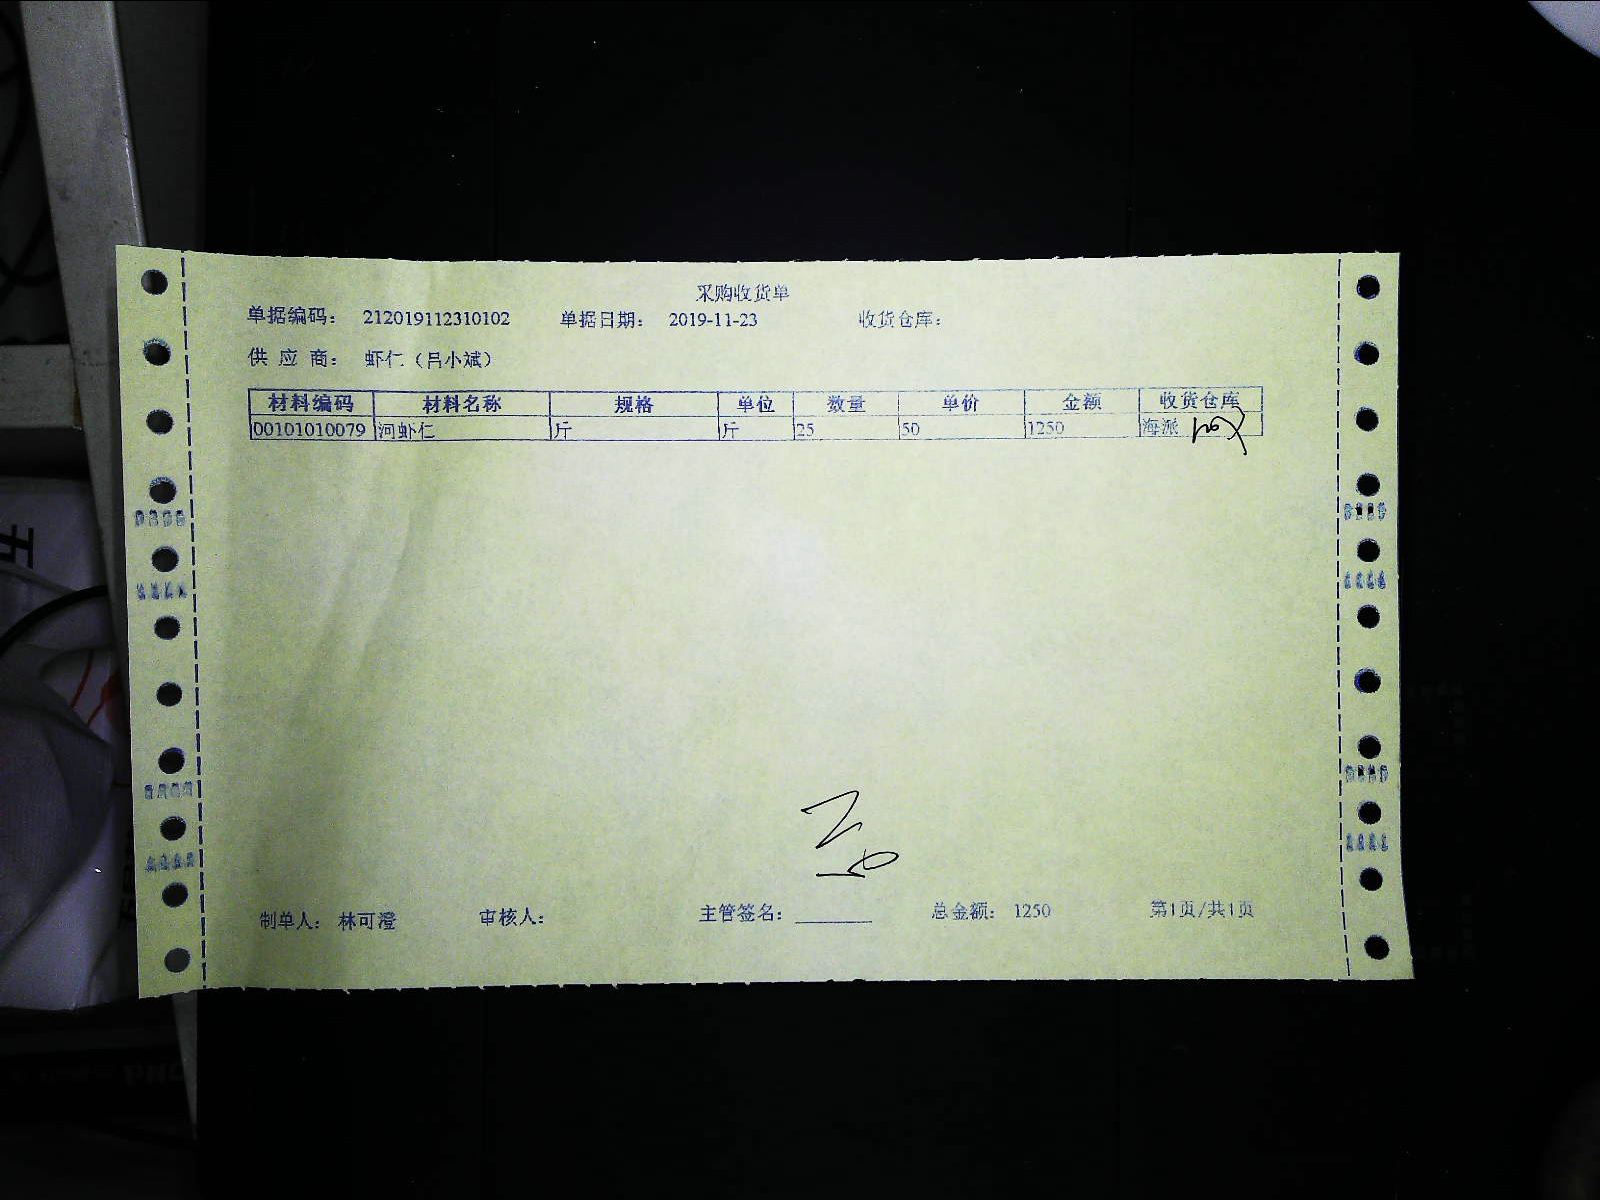 采购收货单
单据编码： 212019112310102 单据日期： 2019-11-23 收货仓库：
供 应 商： 虾仁（吕小斌）
材料编码 材料名称 规格 单位 数量 单价 金额 收货仓库
00101010079 河虾仁 斤 斤 25 50 1250 海派
制单人： 林可澄 审核人： 主管签名： 总金额： 1250 第1页/共1页